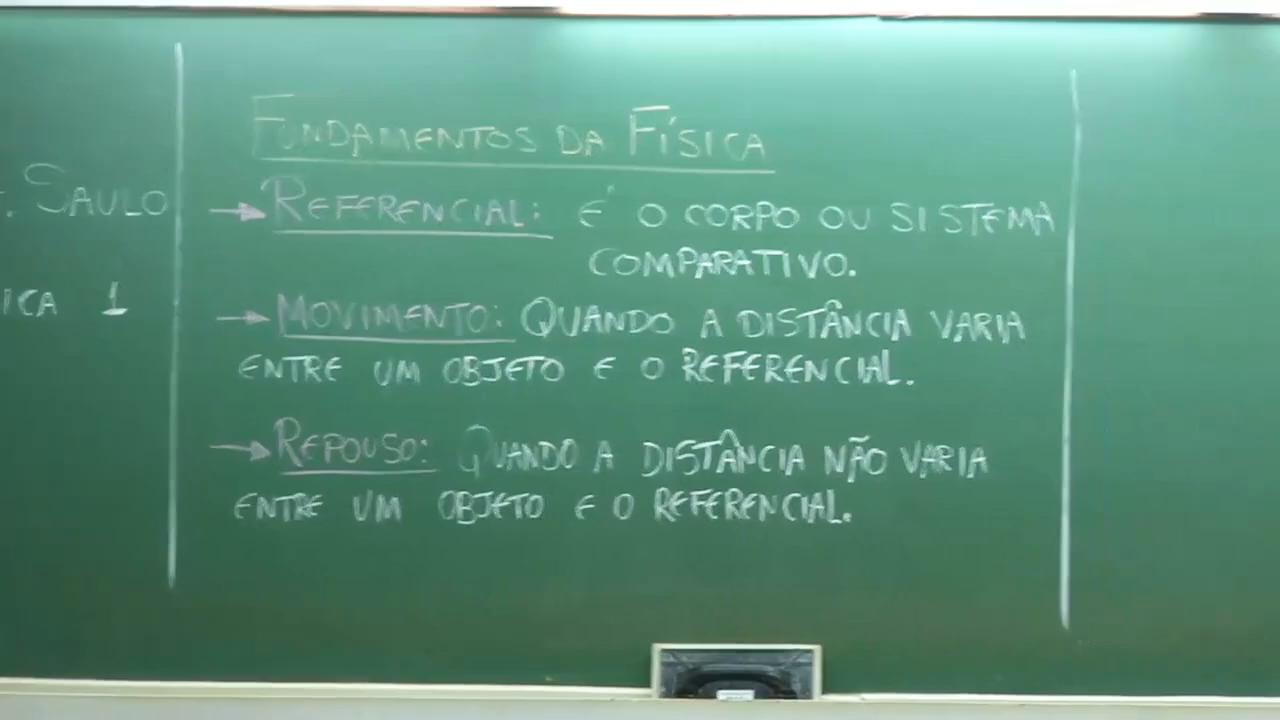 . SAULO
ICA 1
FUNDAMENTOS DA FÍSICA
→ REFERENCIAL: É O CORPO OU SISTEMA
COMPARATIVO.
→ MOVIMENTO: QUANDO A DISTÂNCIA VARIA
ENTRE UM OBJETO E O REFERENCIAL.
→ REPOUSO: QUANDO A DISTÂNCIA NÃO VARIA
ENTRE UM OBJETO E O REFERENCIAL.